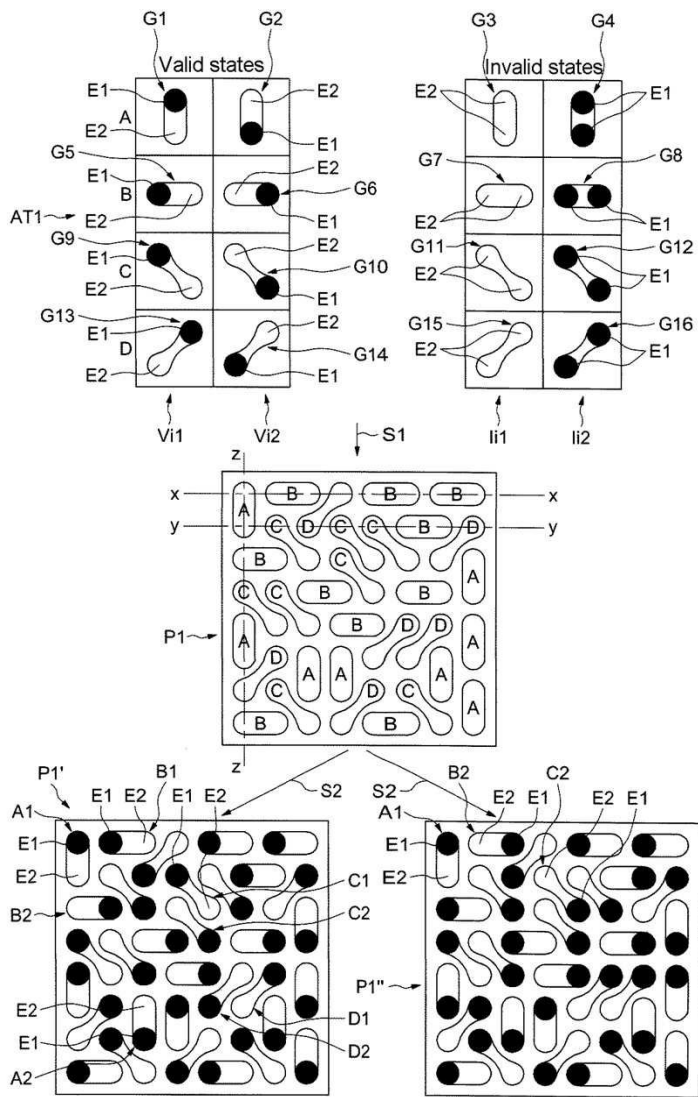 G1 G2 G3 G4
Valid states Invalid states
E1 E2 E2 E1
A
E2 E1
G5 E2 G7 G8
E1 B G6
AT1 E2 E1 E2 E1
G9 E2 G11 G12
E1 C G10 E2 E1
E2 E1
G13 G15 G16
E1 E2
D G14 E2 E1
E2 E1
Vi1 Vi2 S1 Ii1 Ii2
z
x B B B x
A
y C D C C B D y
B C A
C C B B
P1 A B D D A
D A A A
C D C A
B B
z
P1' B1 S2 S2 B2 C2
A1 E1 E2 E1 E2 A1 E2 E1 E2 E1
E1 E1
E2 C1 E2
B2 C2
P1"
E2
D1
E1 D2
A2